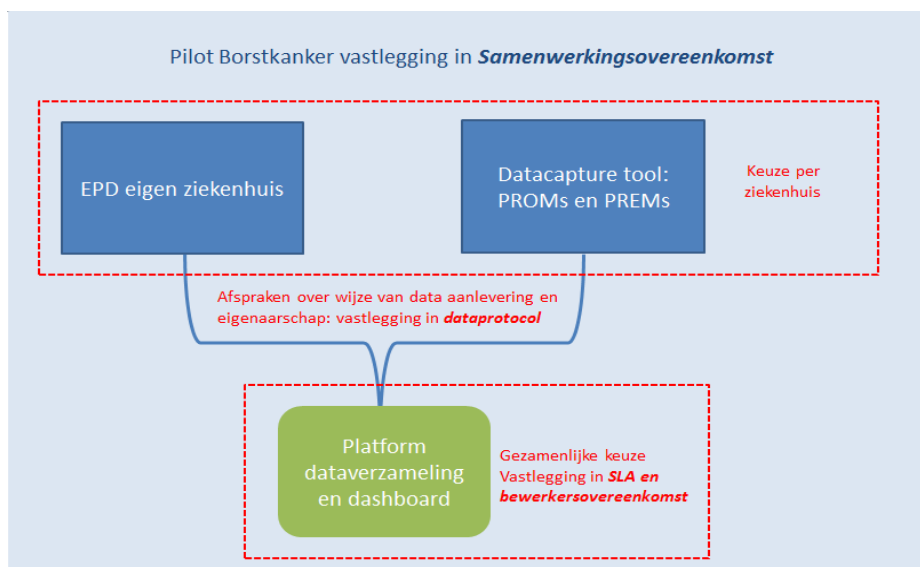 Pilot Borstkanker vastlegging in Samenwerkingsovereenkomst
EPD eigen ziekenhuis
Datacapture tool:
PROMs en PREMs
Keuze per
ziekenhuis
Afspraken over wijze van data aanlevering en
eigenaarschap: vastlegging in dataprotocol
Platform
dataverzameling
en dashboard
Gezamenlijke keuze
Vastlegging in SLA en
bewerkersovereenkomst